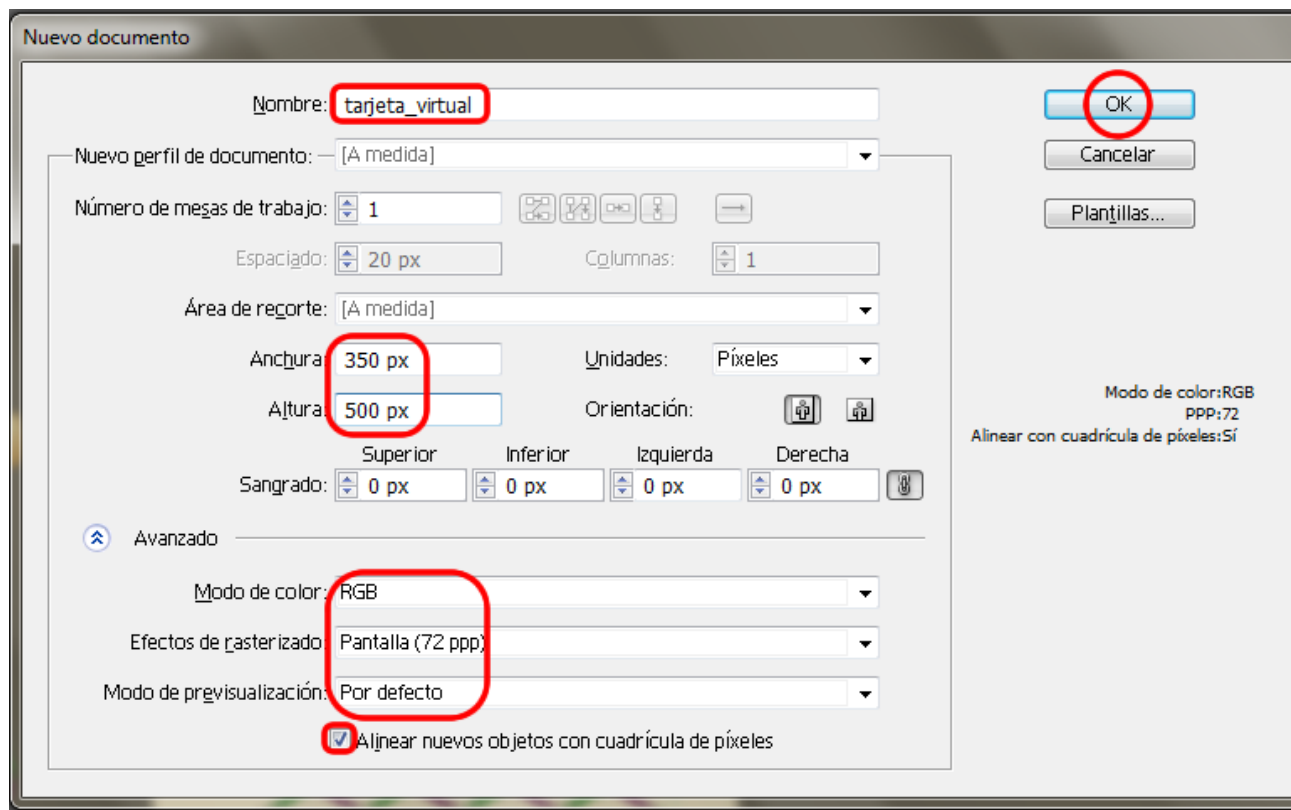 Nuevo documento
Nombre: tarjeta_virtual
OK
Nuevo perfil de documento: [A medida]
Cancelar
Número de mesas de trabajo: 1
Plantillas...
Espaciado: 20 px Columnas: 1
Área de recorte: [A medida]
Anchura: 350 px Unidades: Píxeles
Altura: 500 px Orientación:
Modo de color:RGB
PPP:72
Alinear con cuadrícula de píxeles:Sí
Superior Inferior Izquierda Derecha
Sangrado: 0 px 0 px 0 px 0 px
Avanzado
Modo de color: RGB
Efectos de rasterizado: Pantalla (72 ppp)
Modo de previsualización: Por defecto
Alinear nuevos objetos con cuadrícula de píxeles